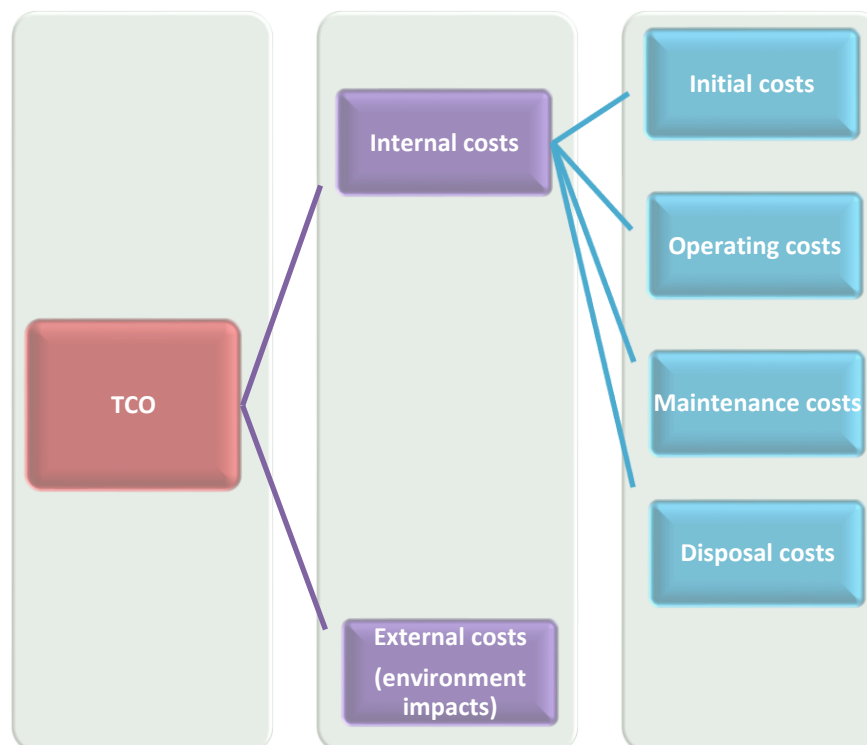 TCO
Internal costs
External costs
(environment
impacts)
Initial costs
Operating costs
Maintenance costs
Disposal costs